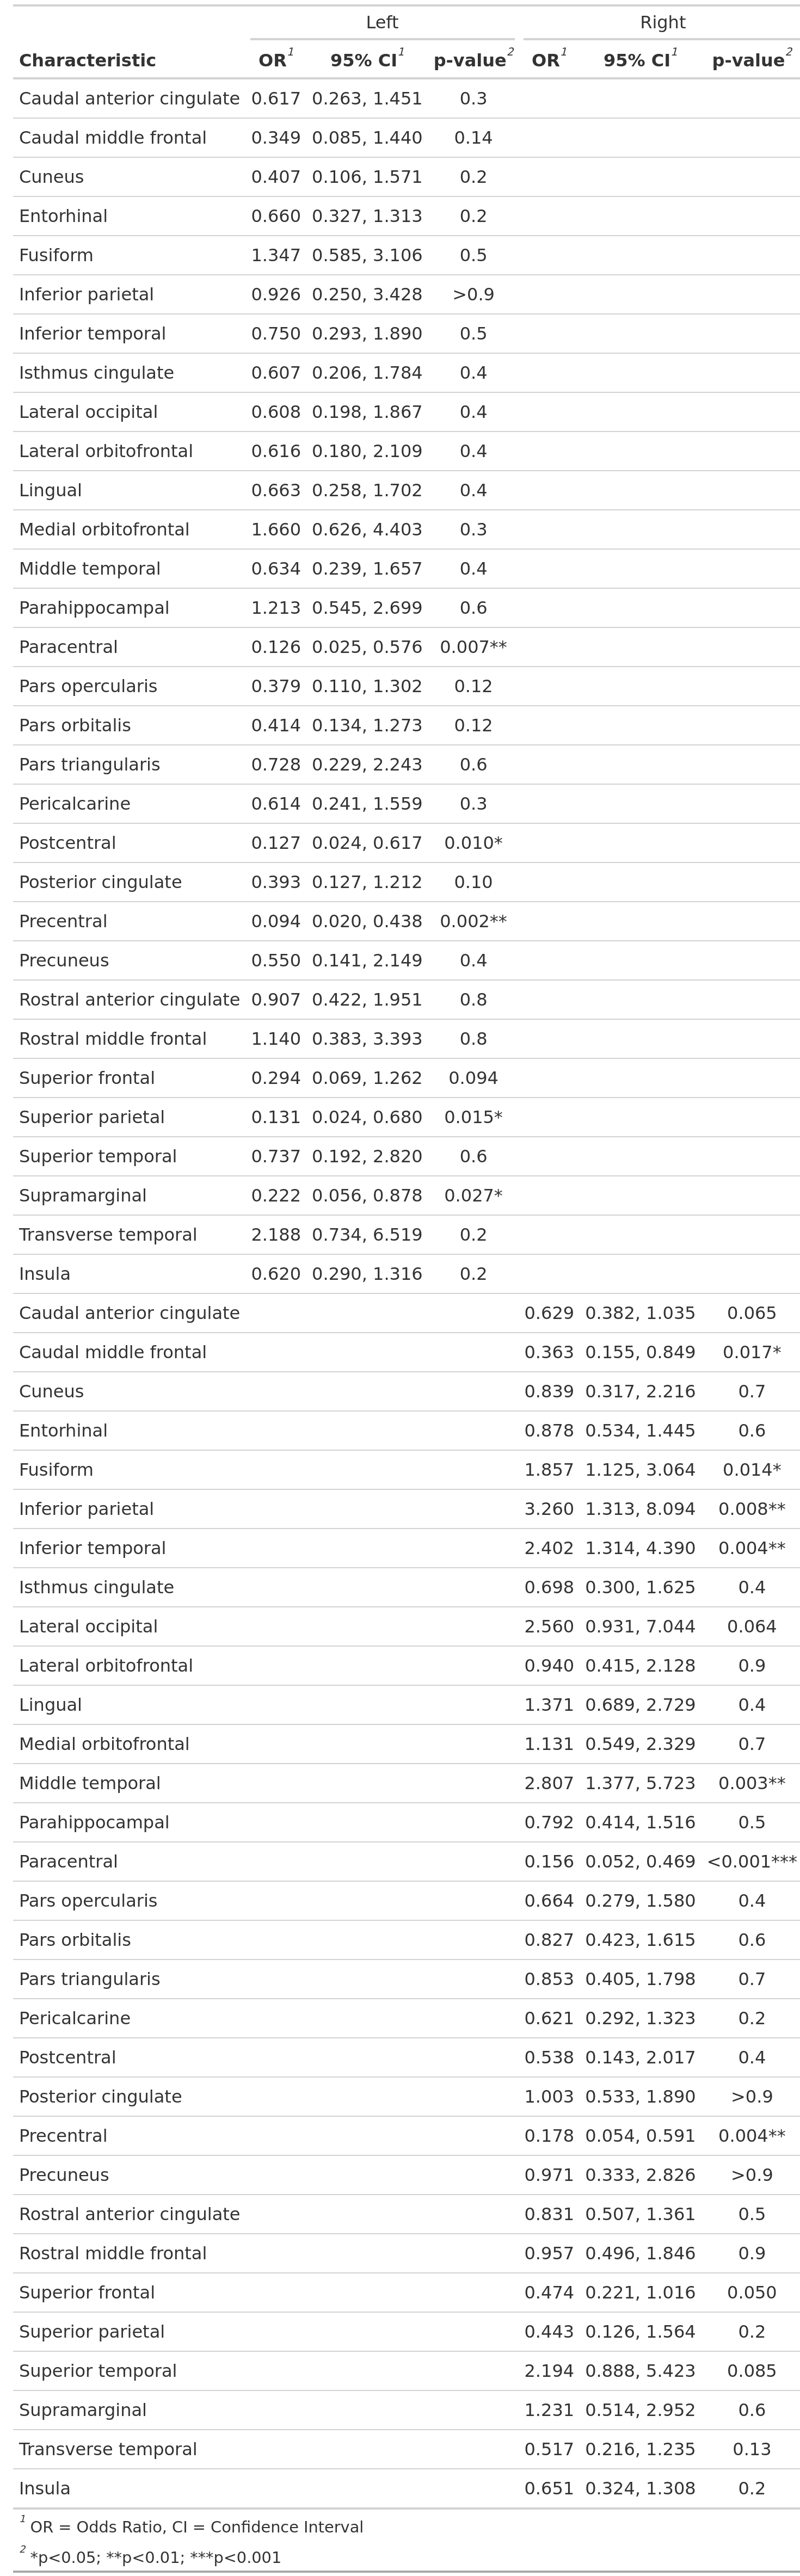 Left Right
Characteristic OR1 95% CI1 p-value2 OR1 95% CI1 p-value2
Caudal anterior cingulate 0.617 0.263, 1.451 0.3
Caudal middle frontal 0.349 0.085, 1.440 0.14
Cuneus 0.407 0.106, 1.571 0.2
Entorhinal 0.660 0.327, 1.313 0.2
Fusiform 1.347 0.585, 3.106 0.5
Inferior parietal 0.926 0.250, 3.428 >0.9
Inferior temporal 0.750 0.293, 1.890 0.5
Isthmus cingulate 0.607 0.206, 1.784 0.4
Lateral occipital 0.608 0.198, 1.867 0.4
Lateral orbitofrontal 0.616 0.180, 2.109 0.4
Lingual 0.663 0.258, 1.702 0.4
Medial orbitofrontal 1.660 0.626, 4.403 0.3
Middle temporal 0.634 0.239, 1.657 0.4
Parahippocampal 1.213 0.545, 2.699 0.6
Paracentral 0.126 0.025, 0.576 0.007**
Pars opercularis 0.379 0.110, 1.302 0.12
Pars orbitalis 0.414 0.134, 1.273 0.12
Pars triangularis 0.728 0.229, 2.243 0.6
Pericalcarine 0.614 0.241, 1.559 0.3
Postcentral 0.127 0.024, 0.617 0.010*
Posterior cingulate 0.393 0.127, 1.212 0.10
Precentral 0.094 0.020, 0.438 0.002**
Precuneus 0.550 0.141, 2.149 0.4
Rostral anterior cingulate 0.907 0.422, 1.951 0.8
Rostral middle frontal 1.140 0.383, 3.393 0.8
Superior frontal 0.294 0.069, 1.262 0.094
Superior parietal 0.131 0.024, 0.680 0.015*
Superior temporal 0.737 0.192, 2.820 0.6
Supramarginal 0.222 0.056, 0.878 0.027*
Transverse temporal 2.188 0.734, 6.519 0.2
Insula 0.620 0.290, 1.316 0.2
Caudal anterior cingulate 0.629 0.382, 1.035 0.065
Caudal middle frontal 0.363 0.155, 0.849 0.017*
Cuneus 0.839 0.317, 2.216 0.7
Entorhinal 0.878 0.534, 1.445 0.6
Fusiform 1.857 1.125, 3.064 0.014*
Inferior parietal 3.260 1.313, 8.094 0.008**
Inferior temporal 2.402 1.314, 4.390 0.004**
Isthmus cingulate 0.698 0.300, 1.625 0.4
Lateral occipital 2.560 0.931, 7.044 0.064
Lateral orbitofrontal 0.940 0.415, 2.128 0.9
Lingual 1.371 0.689, 2.729 0.4
Medial orbitofrontal 1.131 0.549, 2.329 0.7
Middle temporal 2.807 1.377, 5.723 0.003**
Parahippocampal 0.792 0.414, 1.516 0.5
Paracentral 0.156 0.052, 0.469 <0.001***
Pars opercularis 0.664 0.279, 1.580 0.4
Pars orbitalis 0.827 0.423, 1.615 0.6
Pars triangularis 0.853 0.405, 1.798 0.7
Pericalcarine 0.621 0.292, 1.323 0.2
Postcentral 0.538 0.143, 2.017 0.4
Posterior cingulate 1.003 0.533, 1.890 >0.9
Precentral 0.178 0.054, 0.591 0.004**
Precuneus 0.971 0.333, 2.826 >0.9
Rostral anterior cingulate 0.831 0.507, 1.361 0.5
Rostral middle frontal 0.957 0.496, 1.846 0.9
Superior frontal 0.474 0.221, 1.016 0.050
Superior parietal 0.443 0.126, 1.564 0.2
Superior temporal 2.194 0.888, 5.423 0.085
Supramarginal 1.231 0.514, 2.952 0.6
Transverse temporal 0.517 0.216, 1.235 0.13
Insula 0.651 0.324, 1.308 0.2
1 OR = Odds Ratio, CI = Confidence Interval
2 *p<0.05; **p<0.01; ***p<0.001